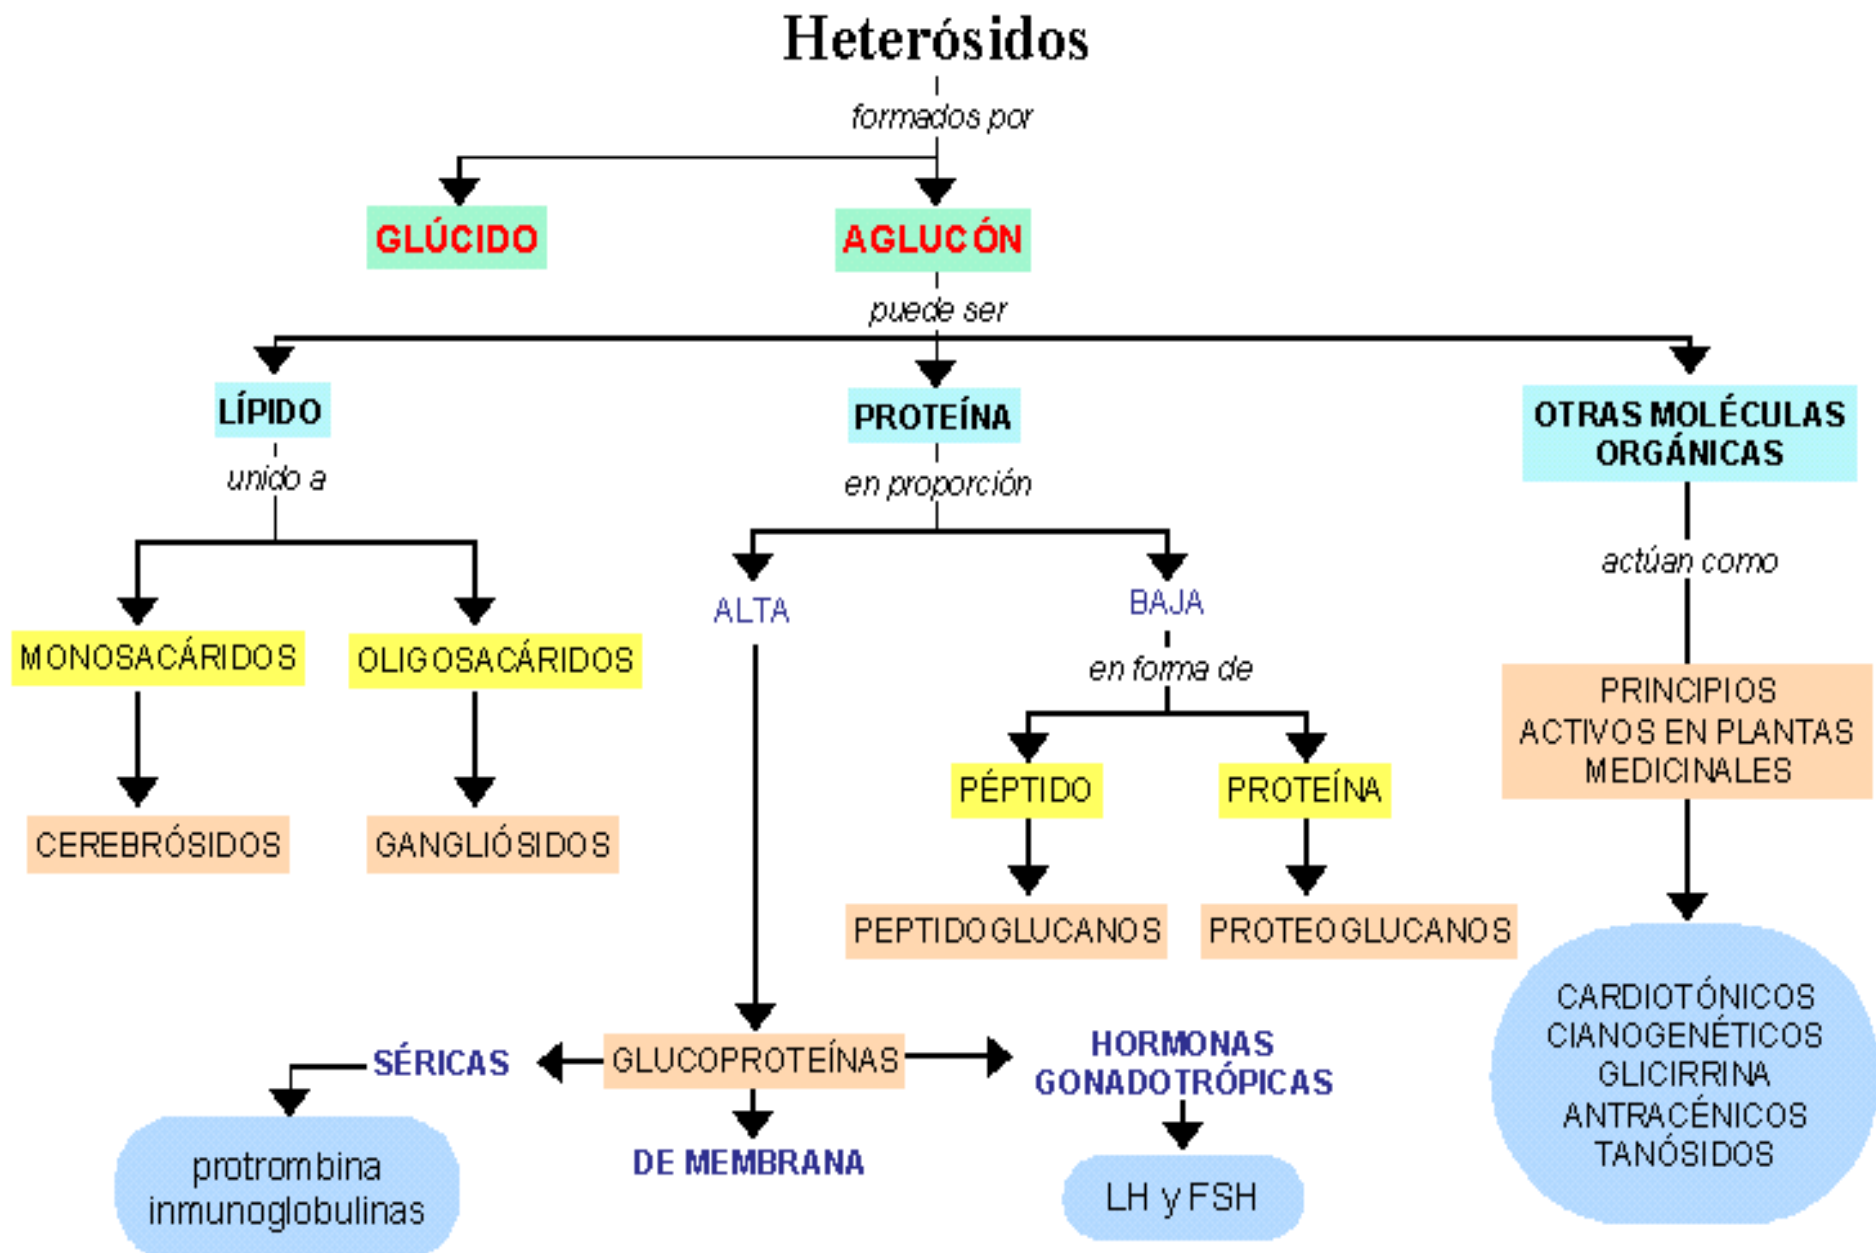 Heterósidos
formados por
GLÚCIDO
AGLUCÓN
puede ser
LÍPIDO
PROTEÍNA
OTRAS MOLÉCULAS
ORGÁNICAS
unido a
en proporción
actúan como
ALTA
BAJA
MONOSACÁRIDOS
OLIGOSACÁRIDOS
en forma de
PRINCIPIOS
ACTIVOS EN PLANTAS
MEDICINALES
PÉPTIDO
PROTEÍNA
CEREBRÓSIDOS
GANGLIÓSIDOS
PEPTIDOGLUCANOS
PROTEOGLUCANOS
CARDIOTÓNICOS
CIANOGENÉTICOS
GLICIRRINA
ANTRACÉNICOS
TANÓSIDOS
SÉRICAS
GLUCOPROTEÍNAS
HORMONAS
GONADOTRÓPICAS
DE MEMBRANA
protrombina
inmunoglobulinas
LH y FSH